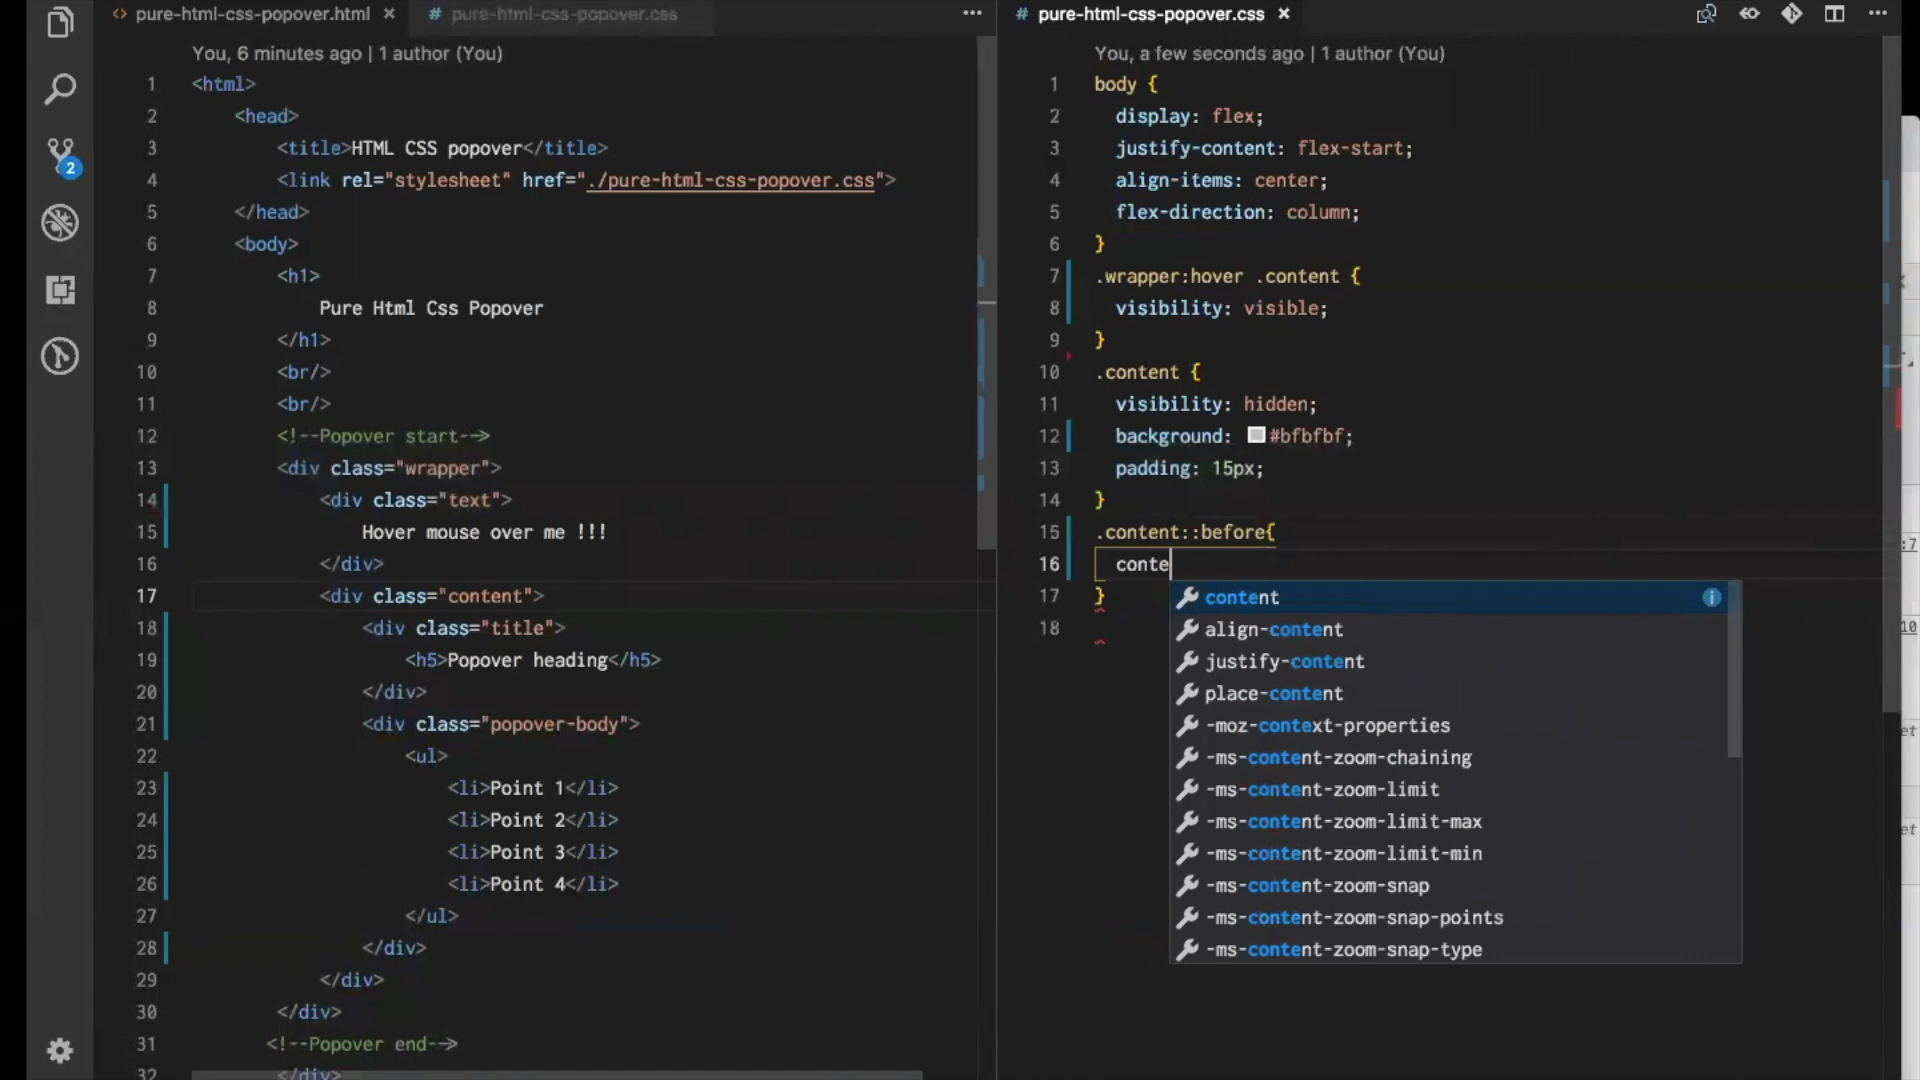 pure-html-css-popover.html
pure-html-css-popover.css
You, 6 minutes ago | 1 author (You)
1 <html>
2 <head>
3 <title>HTML CSS popover</title>
4 <link rel="stylesheet" href="./pure-html-css-popover.css">
5 </head>
6 <body>
7 <h1>
8 Pure Html Css Popover
9 </h1>
10 <br/>
11 <br/>
12 <!--Popover start-->
13 <div class="wrapper">
14 <div class="text">
15 Hover mouse over me !!!
16 </div>
17 <div class="content">
18 <div class="title">
19 <h5>Popover heading</h5>
20 </div>
21 <div class="popover-body">
22 <ul>
23 <li>Point 1</li>
24 <li>Point 2</li>
25 <li>Point 3</li>
26 <li>Point 4</li>
27 </ul>
28 </div>
29 </div>
30 </div>
31 <!--Popover end-->
32 </div>
2
# pure-html-css-popover.css
You, a few seconds ago | 1 author (You)
1 body {
2 display: flex;
3 justify-content: flex-start;
4 align-items: center;
5 flex-direction: column;
6 }
7 .wrapper:hover .content {
8 visibility: visible;
9 }
10 .content {
11 visibility: hidden;
12 background: #bfbfbf;
13 padding: 15px;
14 }
15 .content::before{
16 conte
17 }
18
content
align-content
justify-content
place-content
-moz-context-properties
-ms-content-zoom-chaining
-ms-content-zoom-limit
-ms-content-zoom-limit-max
-ms-content-zoom-limit-min
-ms-content-zoom-snap
-ms-content-zoom-snap-points
-ms-content-zoom-snap-type
:7
10
et
et